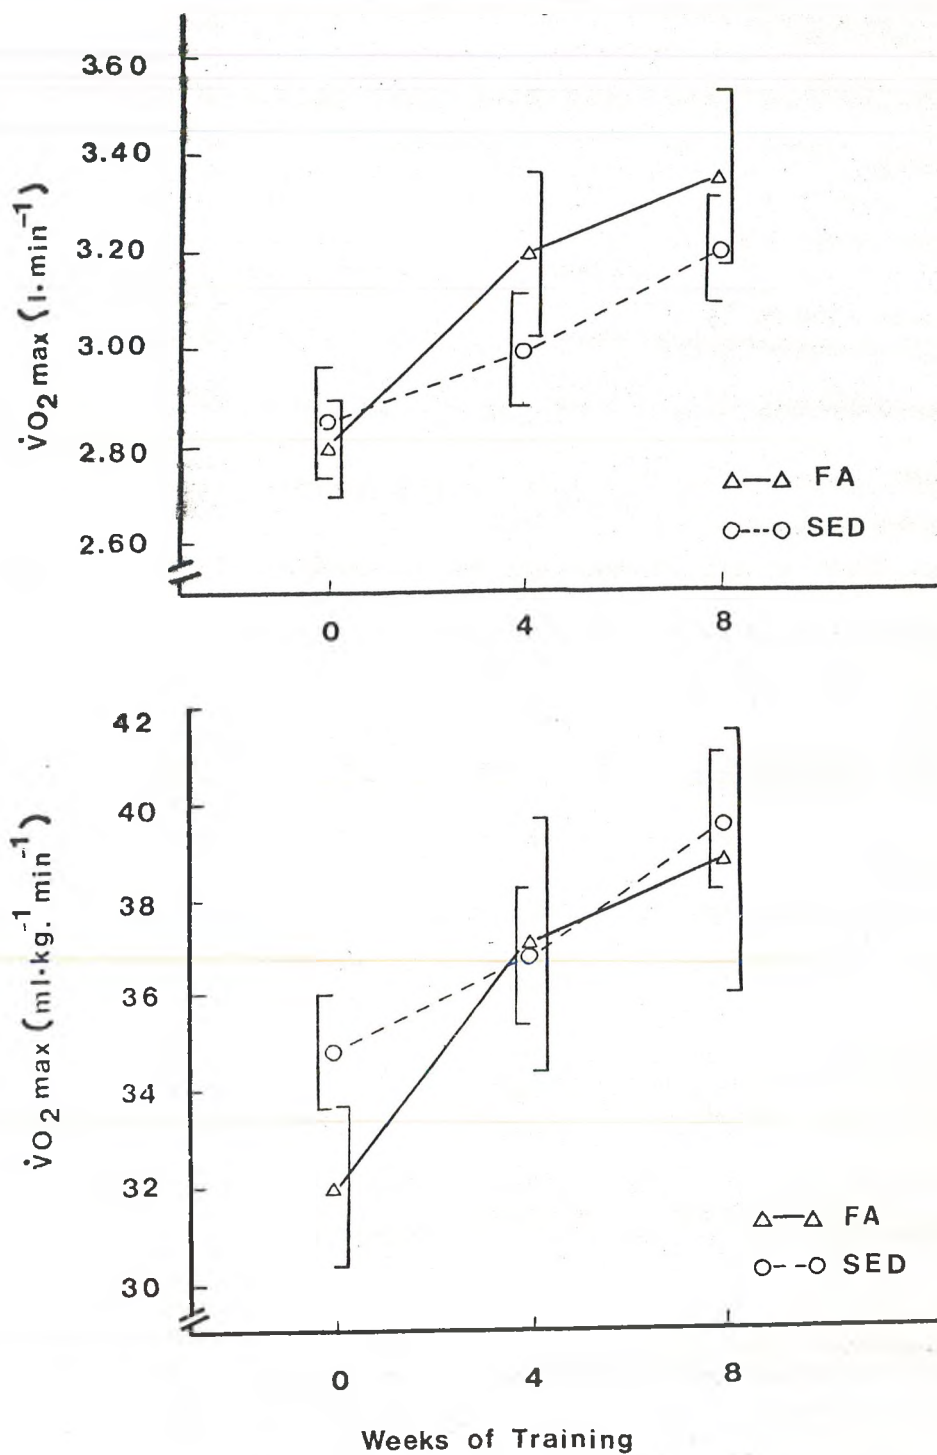 3.60
3.40
3.20
3.00
2.80
2.60
V̇O₂ max (l·min⁻¹)
△—△ FA
○---○ SED
0 4 8
42
40
38
36
34
32
30
V̇O₂ max (ml·kg.⁻¹ min⁻¹)
△—△ FA
○--○ SED
0 4 8
Weeks of Training